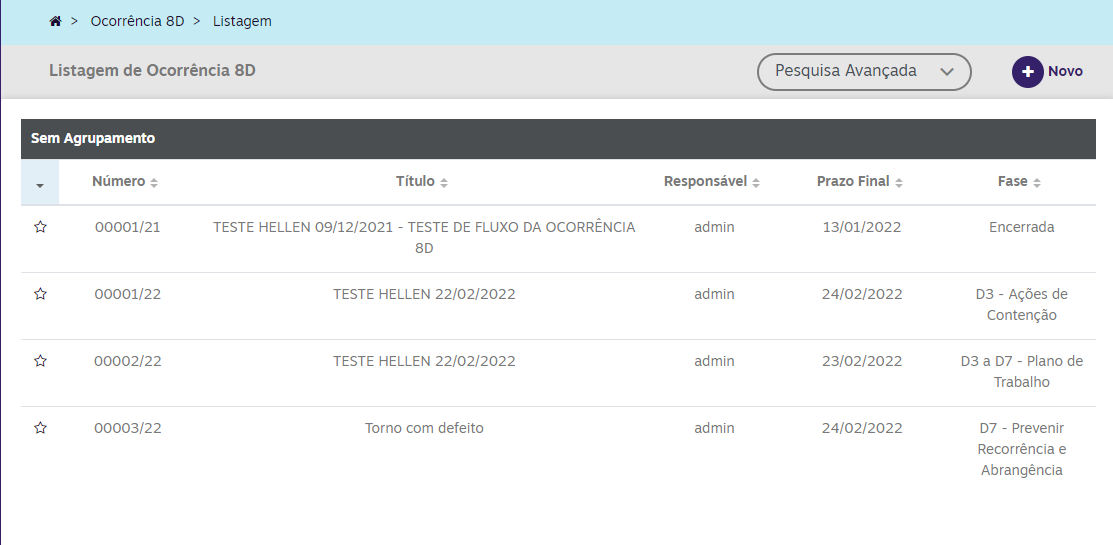 > Ocorrência 8D > Listagem
Listagem de Ocorrência 8D
Pesquisa Avançada
Novo
Sem Agrupamento
Número Título Responsável Prazo Final Fase
00001/21 TESTE HELLEN 09/12/2021 - TESTE DE FLUXO DA OCORRÊNCIA admin 13/01/2022 Encerrada
8D
00001/22 TESTE HELLEN 22/02/2022 admin 24/02/2022 D3 - Ações de
Contenção
00002/22 TESTE HELLEN 22/02/2022 admin 23/02/2022 D3 a D7 - Plano de
Trabalho
00003/22 Torno com defeito admin 24/02/2022 D7 - Prevenir
Recorrência e
Abrangência